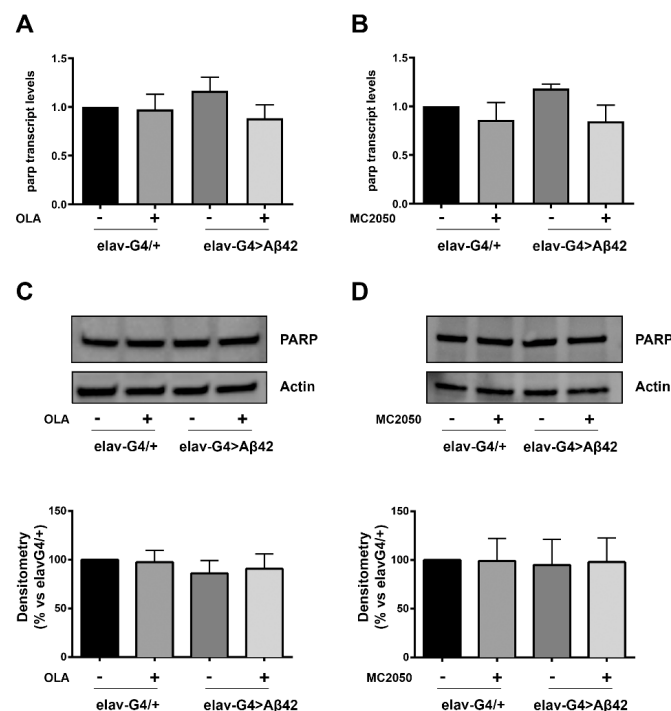 A
parp transcript levels
1.5
1.0
0.5
0.0
OLA - + - +
elav-G4/+ elav-G4>Aβ42
B
parp transcript levels
1.5
1.0
0.5
0.0
MC2050 - + - +
elav-G4/+ elav-G4>Aβ42
C
PARP
Actin
OLA - + - +
elav-G4/+ elav-G4>Aβ42
Densitometry
(% vs elavG4/+)
150
100
50
0
OLA - + - +
elav-G4/+ elav-G4>Aβ42
D
PARP
Actin
MC2050 - + - +
elav-G4/+ elav-G4>Aβ42
Densitometry
(% vs elavG4/+)
150
100
50
0
MC2050 - + - +
elav-G4/+ elav-G4>Aβ42